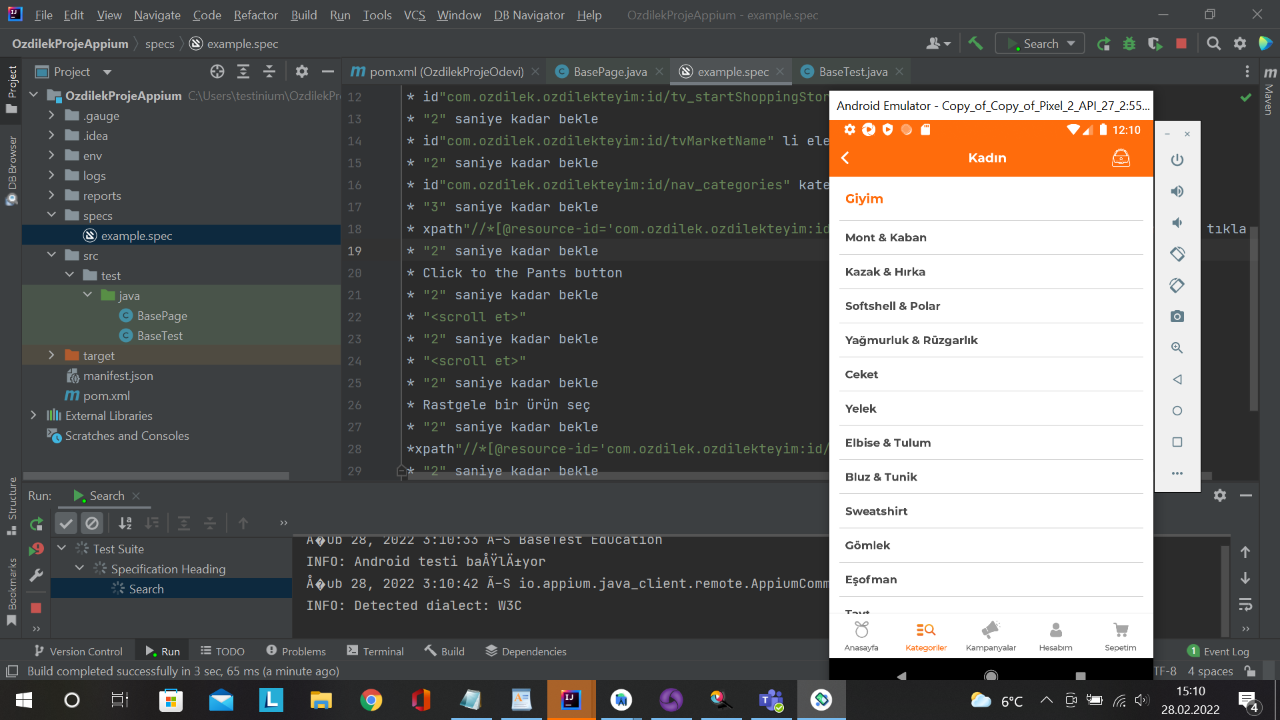 File Edit View Navigate Code Refactor Build Run Tools VCS Window DB Navigator Help OzdilekProjeAppium - example.spec
OzdilekProjeAppium specs example.spec
Search
Project
pom.xml (OzdilekProjeOdevi) BasePage.java example.spec BaseTest.java
Project
DB Browser
Structure
Bookmarks
Maven
OzdilekProjeAppium C:\Users\testinium\OzdilekPr
.gauge
.idea
env
logs
reports
specs
example.spec
src
test
java
BasePage
BaseTest
target
manifest.json
pom.xml
External Libraries
Scratches and Consoles
12 * id"com.ozdilek.ozdilekteyim:id/tv_startShoppingStor
13 * "2" saniye kadar bekle
14 * id"com.ozdilek.ozdilekteyim:id/tvMarketName" li ele
15 * "2" saniye kadar bekle
16 * id"com.ozdilek.ozdilekteyim:id/nav_categories" kate
17 * "3" saniye kadar bekle
18 * xpath"//*[@resource-id='com.ozdilek.ozdilekteyim:id tıkla
19 * "2" saniye kadar bekle
20 * Click to the Pants button
21 * "2" saniye kadar bekle
22 * "<scroll et>"
23 * "2" saniye kadar bekle
24 * "<scroll et>"
25 * "2" saniye kadar bekle
26 * Rastgele bir ürün seç
27 * "2" saniye kadar bekle
28 *xpath"//*[@resource-id='com.ozdilek.ozdilekteyim:id/
29 * "2" saniye kadar bekle
Android Emulator - Copy_of_Copy_of_Pixel_2_API_27_2:55...
12:10
Kadın
Giyim
Mont & Kaban
Kazak & Hırka
Softshell & Polar
Yağmurluk & Rüzgarlık
Ceket
Yelek
Elbise & Tulum
Bluz & Tunik
Sweatshirt
Gömlek
Eşofman
Tayt
Anasayfa Kategoriler Kampanyalar Hesabım Sepetim
Run: Search
Test Suite
Specification Heading
Search
Å�ub 28, 2022 3:10:33 Ã–S BaseTest Education
INFO: Android testi baÅŸlÄ±yor
Å�ub 28, 2022 3:10:42 Ã–S io.appium.java_client.remote.AppiumComm
INFO: Detected dialect: W3C
Version Control Run TODO Problems Terminal Build Dependencies 1 Event Log
Build completed successfully in 3 sec, 65 ms (a minute ago) TF-8 4 spaces
6°C
15:10
28.02.2022
4